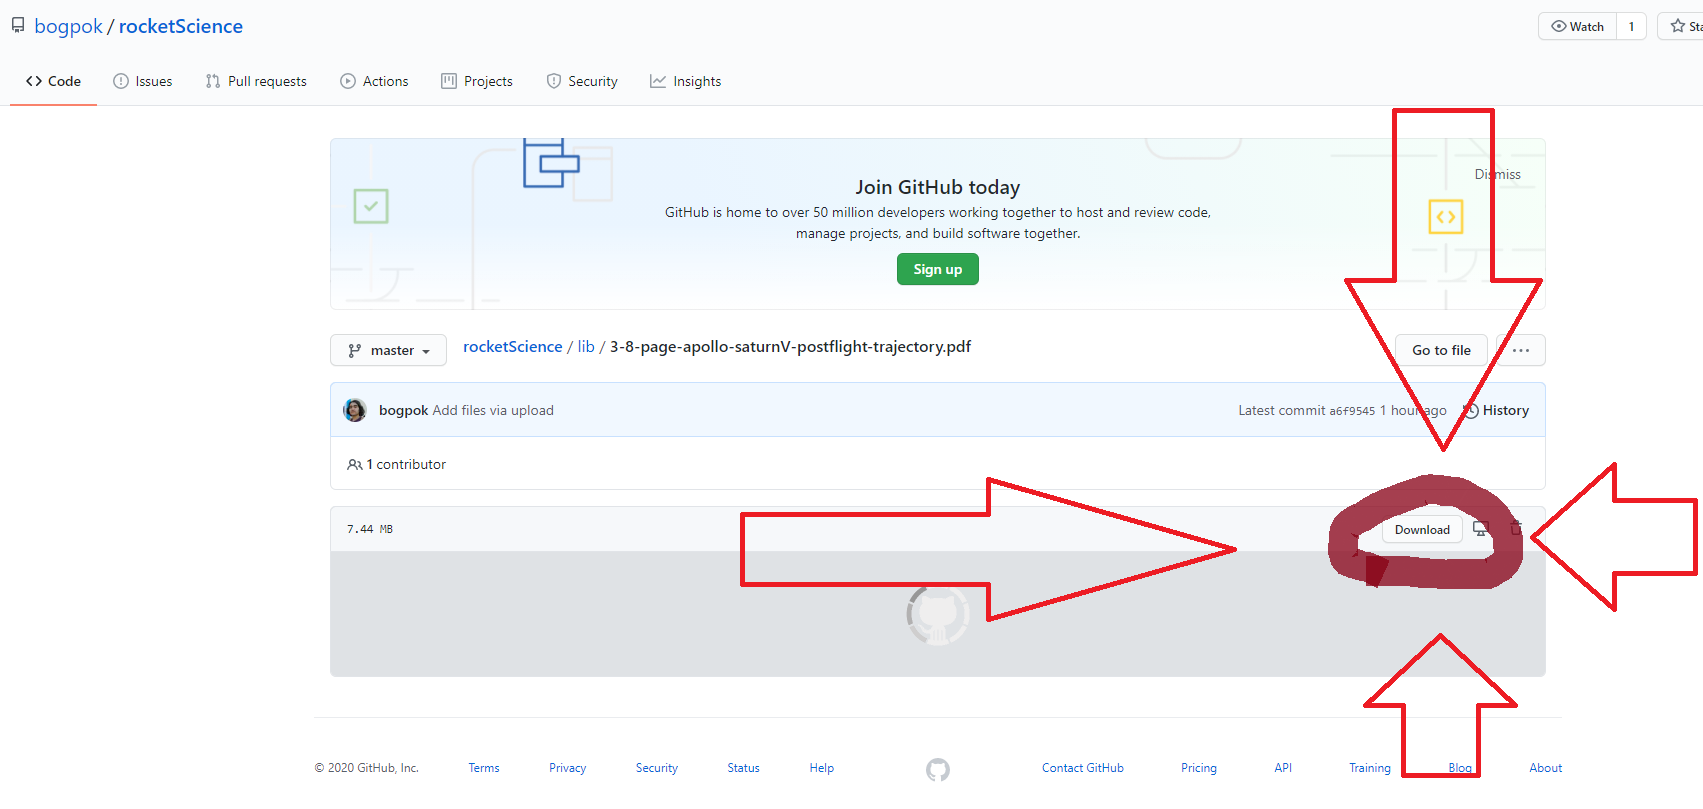 bogpok / rocketScience
Watch 1 Sta
Code Issues Pull requests Actions Projects Security Insights
Dismiss
Join GitHub today
GitHub is home to over 50 million developers working together to host and review code,
manage projects, and build software together.
Sign up
master rocketScience / lib / 3-8-page-apollo-saturnV-postflight-trajectory.pdf Go to file ...
bogpok Add files via upload Latest commit a6f9545 1 hour ago History
1 contributor
7.44 MB Download
© 2020 GitHub, Inc. Terms Privacy Security Status Help Contact GitHub Pricing API Training Blog About